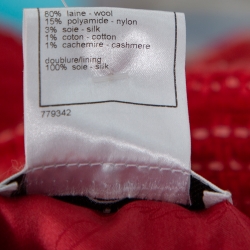 80% laine - wool
15% polyamide - nylon
3% soie - silk
1% coton - cotton
1% cachemire - cashmere
doublure/lining
100% soie - silk
779342